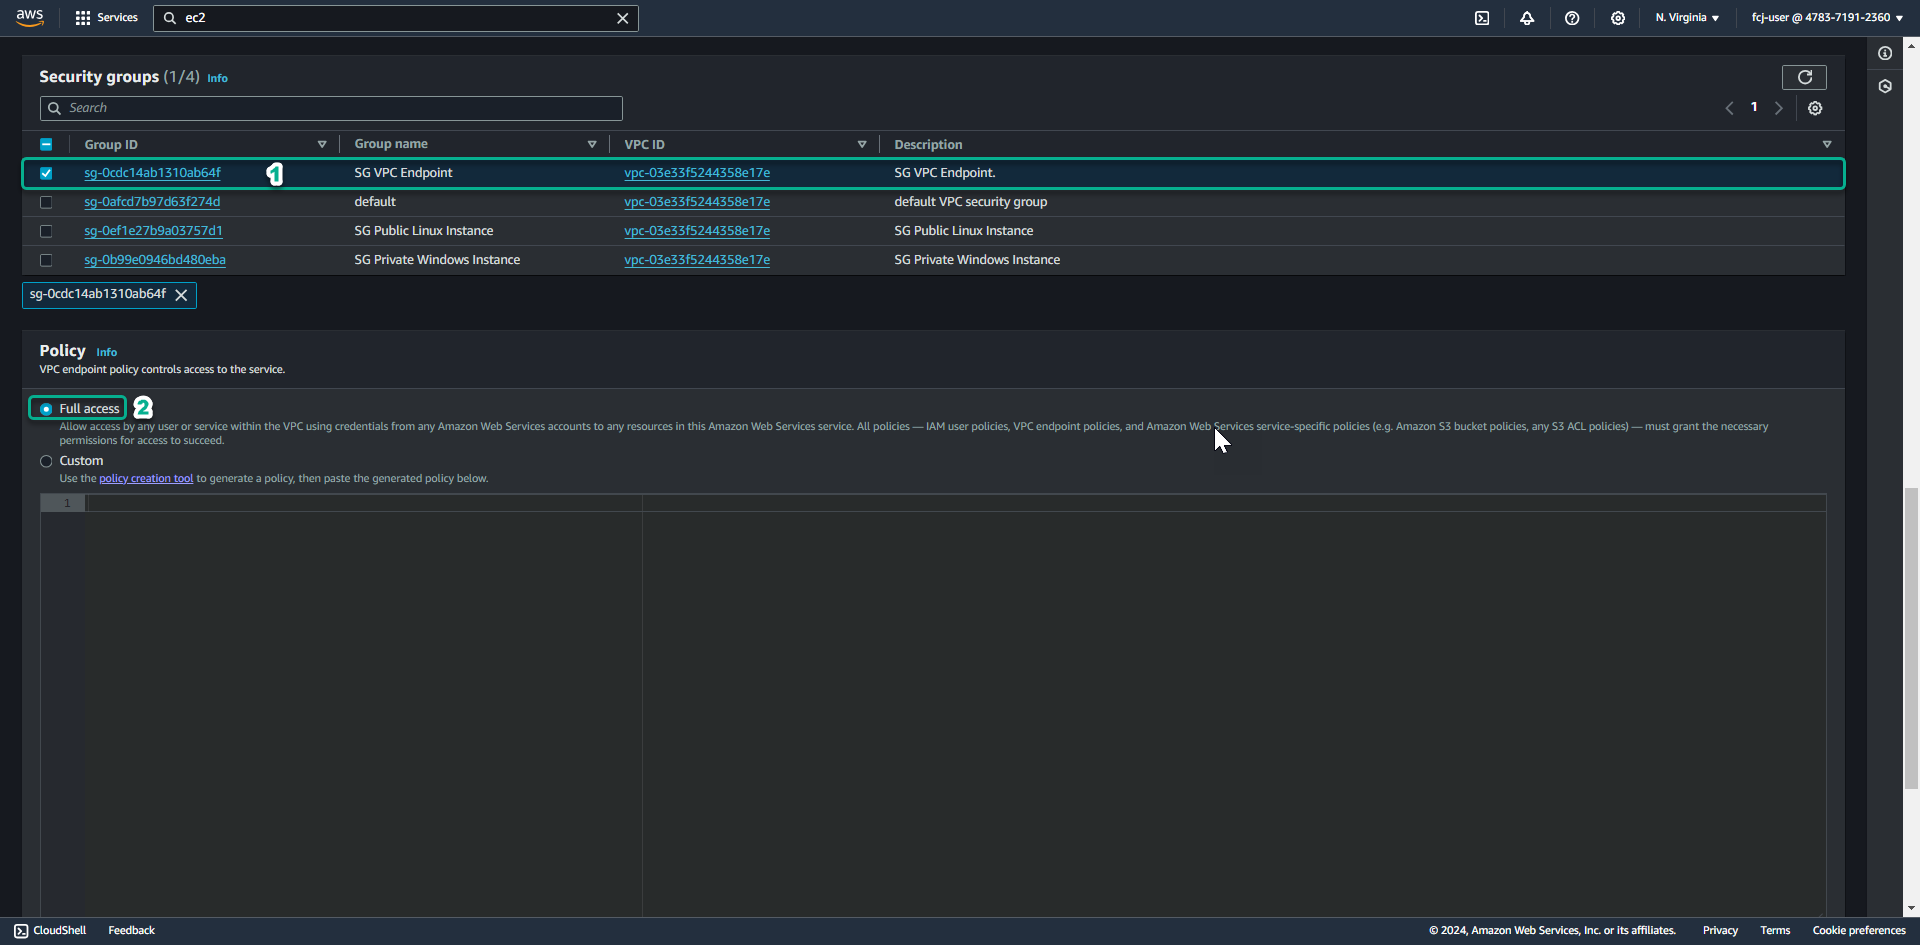 aws Services ec2 N. Virginia fcj-user @ 4783-7191-2360
Security groups (1/4) Info
Search 1
Group ID Group name VPC ID Description
sg-0cdc14ab1310ab64f 1 SG VPC Endpoint vpc-03e33f5244358e17e SG VPC Endpoint.
sg-0afcd7b97d63f274d default vpc-03e33f5244358e17e default VPC security group
sg-0ef1e27b9a03757d1 SG Public Linux Instance vpc-03e33f5244358e17e SG Public Linux Instance
sg-0b99e0946bd480eba SG Private Windows Instance vpc-03e33f5244358e17e SG Private Windows Instance
sg-0cdc14ab1310ab64f
Policy Info
VPC endpoint policy controls access to the service.
Full access 2
Allow access by any user or service within the VPC using credentials from any Amazon Web Services accounts to any resources in this Amazon Web Services service. All policies — IAM user policies, VPC endpoint policies, and Amazon Web Services service-specific policies (e.g. Amazon S3 bucket policies, any S3 ACL policies) — must grant the necessary
permissions for access to succeed.
Custom
Use the policy creation tool to generate a policy, then paste the generated policy below.
1
CloudShell Feedback © 2024, Amazon Web Services, Inc. or its affiliates. Privacy Terms Cookie preferences